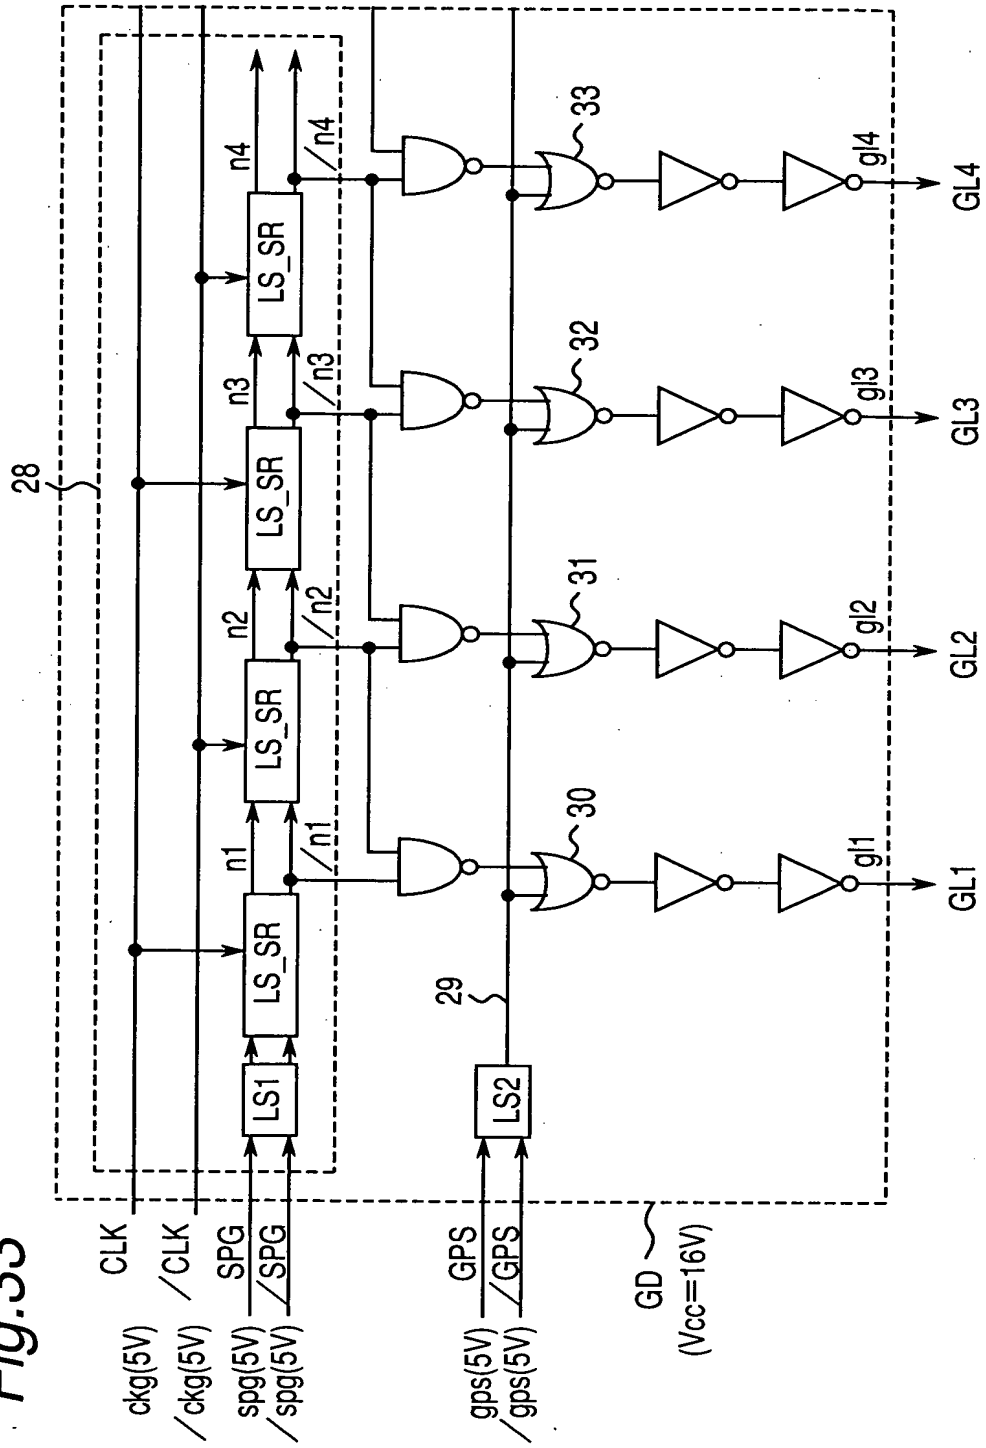 Fig.33
28
CLK
ckg(5V)
/CLK
/ckg(5V)
SPG
spg(5V)
/SPG
/spg(5V)
LS1
LS_SR
n1
/n1
LS_SR
n2
/n2
LS_SR
n3
/n3
LS_SR
n4
/n4
GPS
gps(5V)
/GPS
/gps(5V)
LS2
29
30
31
32
33
GD
(Vcc=16V)
gl1
gl2
gl3
gl4
GL1
GL2
GL3
GL4